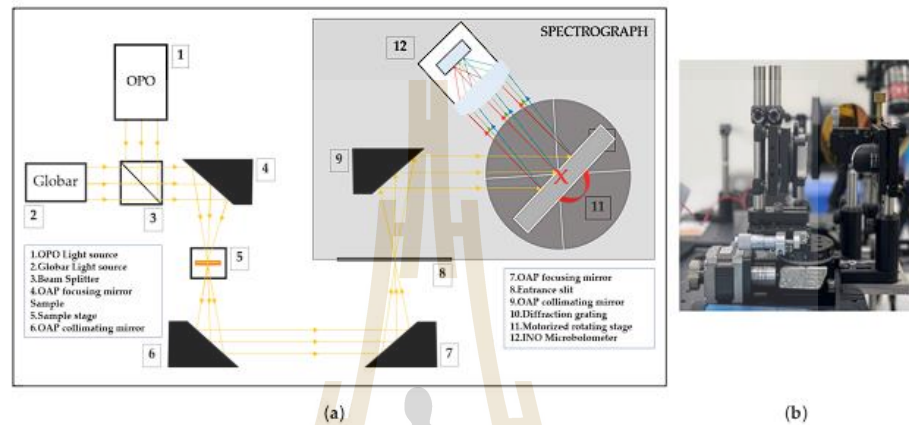 SPECTROGRAPH
12
1
OPO
9
4
Globar
2
3
11
5
1.OPO Light source
2.Globar Light source
3.Beam Splitter
4.OAP focusing mirror
Sample
5.Sample stage
6.OAP collimating mirror
8
7.OAP focusing mirror
8.Entrance slit
9.OAP collimating mirror
10.Diffraction grating
11.Motorized rotating stage
12.INO Microbolometer
6
7
(a)
(b)